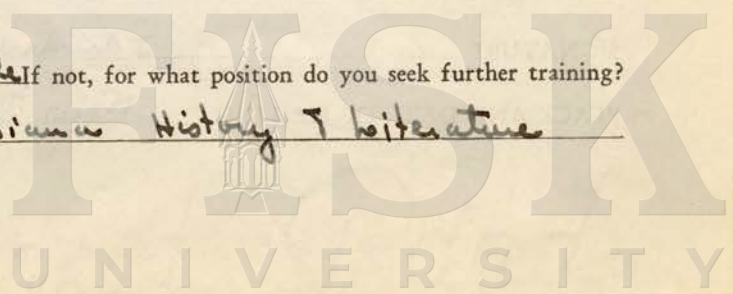 If not, for what position do you seek further training?
History & Literature
FISK
UNIVERSITY